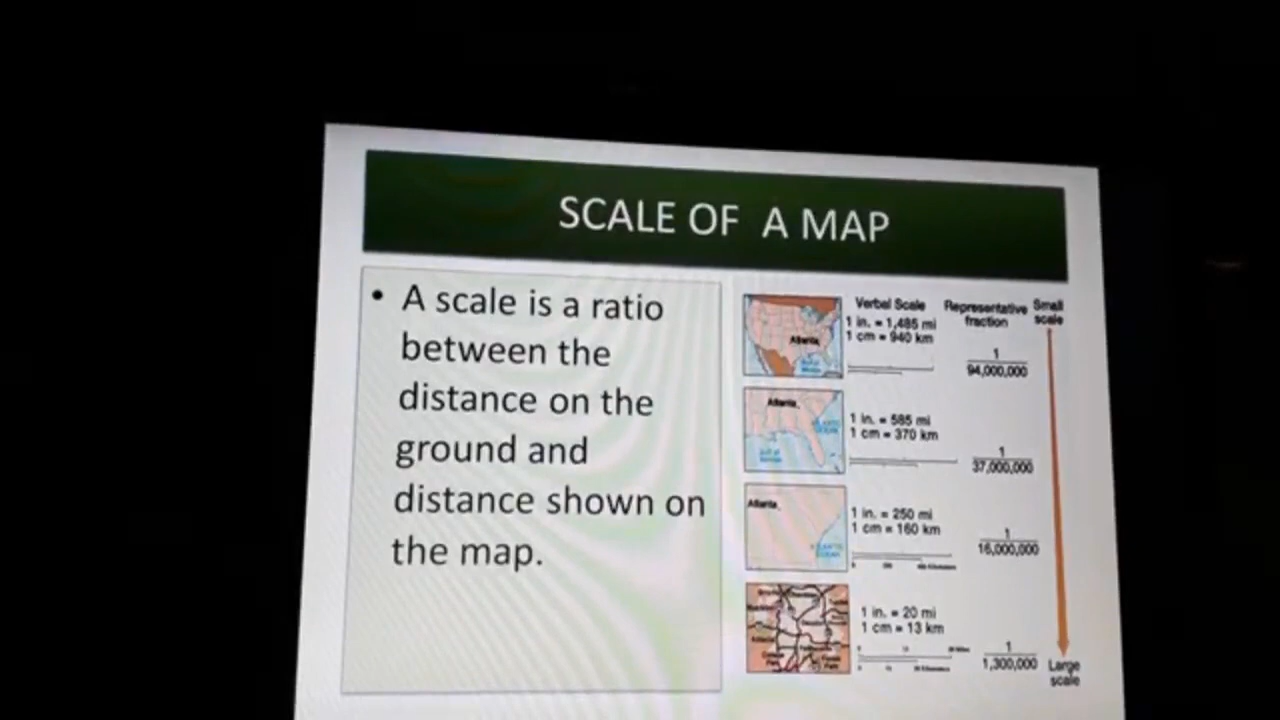 SCALE OF A MAP
• A scale is a ratio
between the
distance on the
ground and
distance shown on
the map.
Verbal Scale
Representative
fraction
Small
scale
Atlanta
1 in. = 1,485 mi
1 cm = 940 km
1
94,000,000
Atlanta
1 in. = 585 mi
1 cm = 370 km
1
37,000,000
Atlanta
1 in. = 250 mi
1 cm = 160 km
1
16,000,000
1 in. = 20 mi
1 cm = 13 km
1
1,300,000
Large
scale